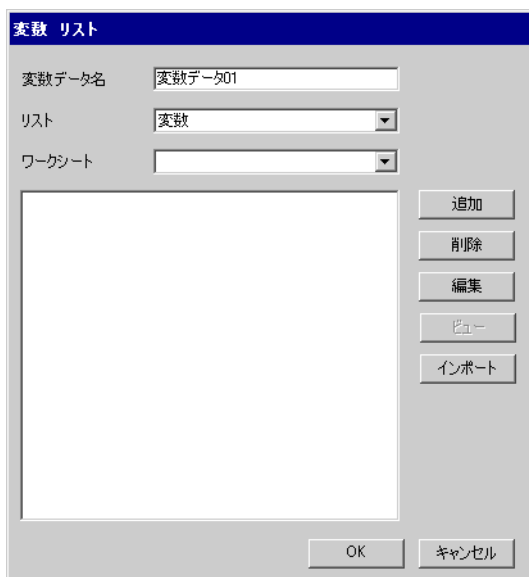 変数 リスト
変数データ名 変数データ01
リスト 変数
ワークシート
追加
削除
編集
ビュー
インポート
OK キャンセル